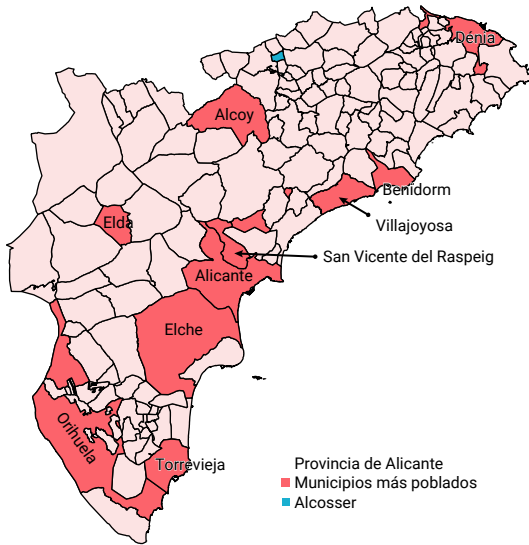 Dénia
Alcoy
Benidorm
Elda
Villajoyosa
San Vicente del Raspeig
Alicante
Elche
Orihuela
Torrevieja
Provincia de Alicante
Municipios más poblados
Alcosser